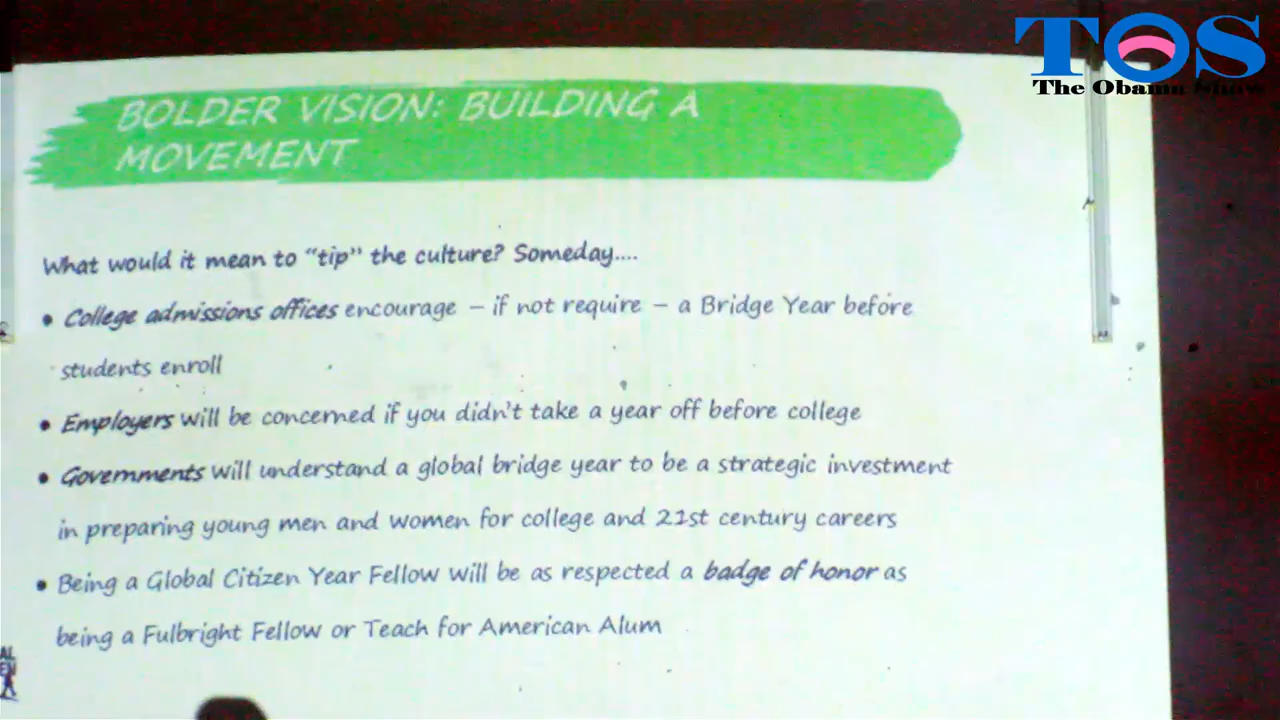 TOS
The Obama Show
BOLDER VISION: BUILDING A
MOVEMENT
What would it mean to “tip” the culture? Someday....
• College admissions offices encourage – if not require – a Bridge Year before
students enroll
• Employers will be concerned if you didn't take a year off before college
• Governments will understand a global bridge year to be a strategic investment
in preparing young men and women for college and 21st century careers
• Being a Global Citizen Year Fellow will be as respected a badge of honor as
being a Fulbright Fellow or Teach for American Alum